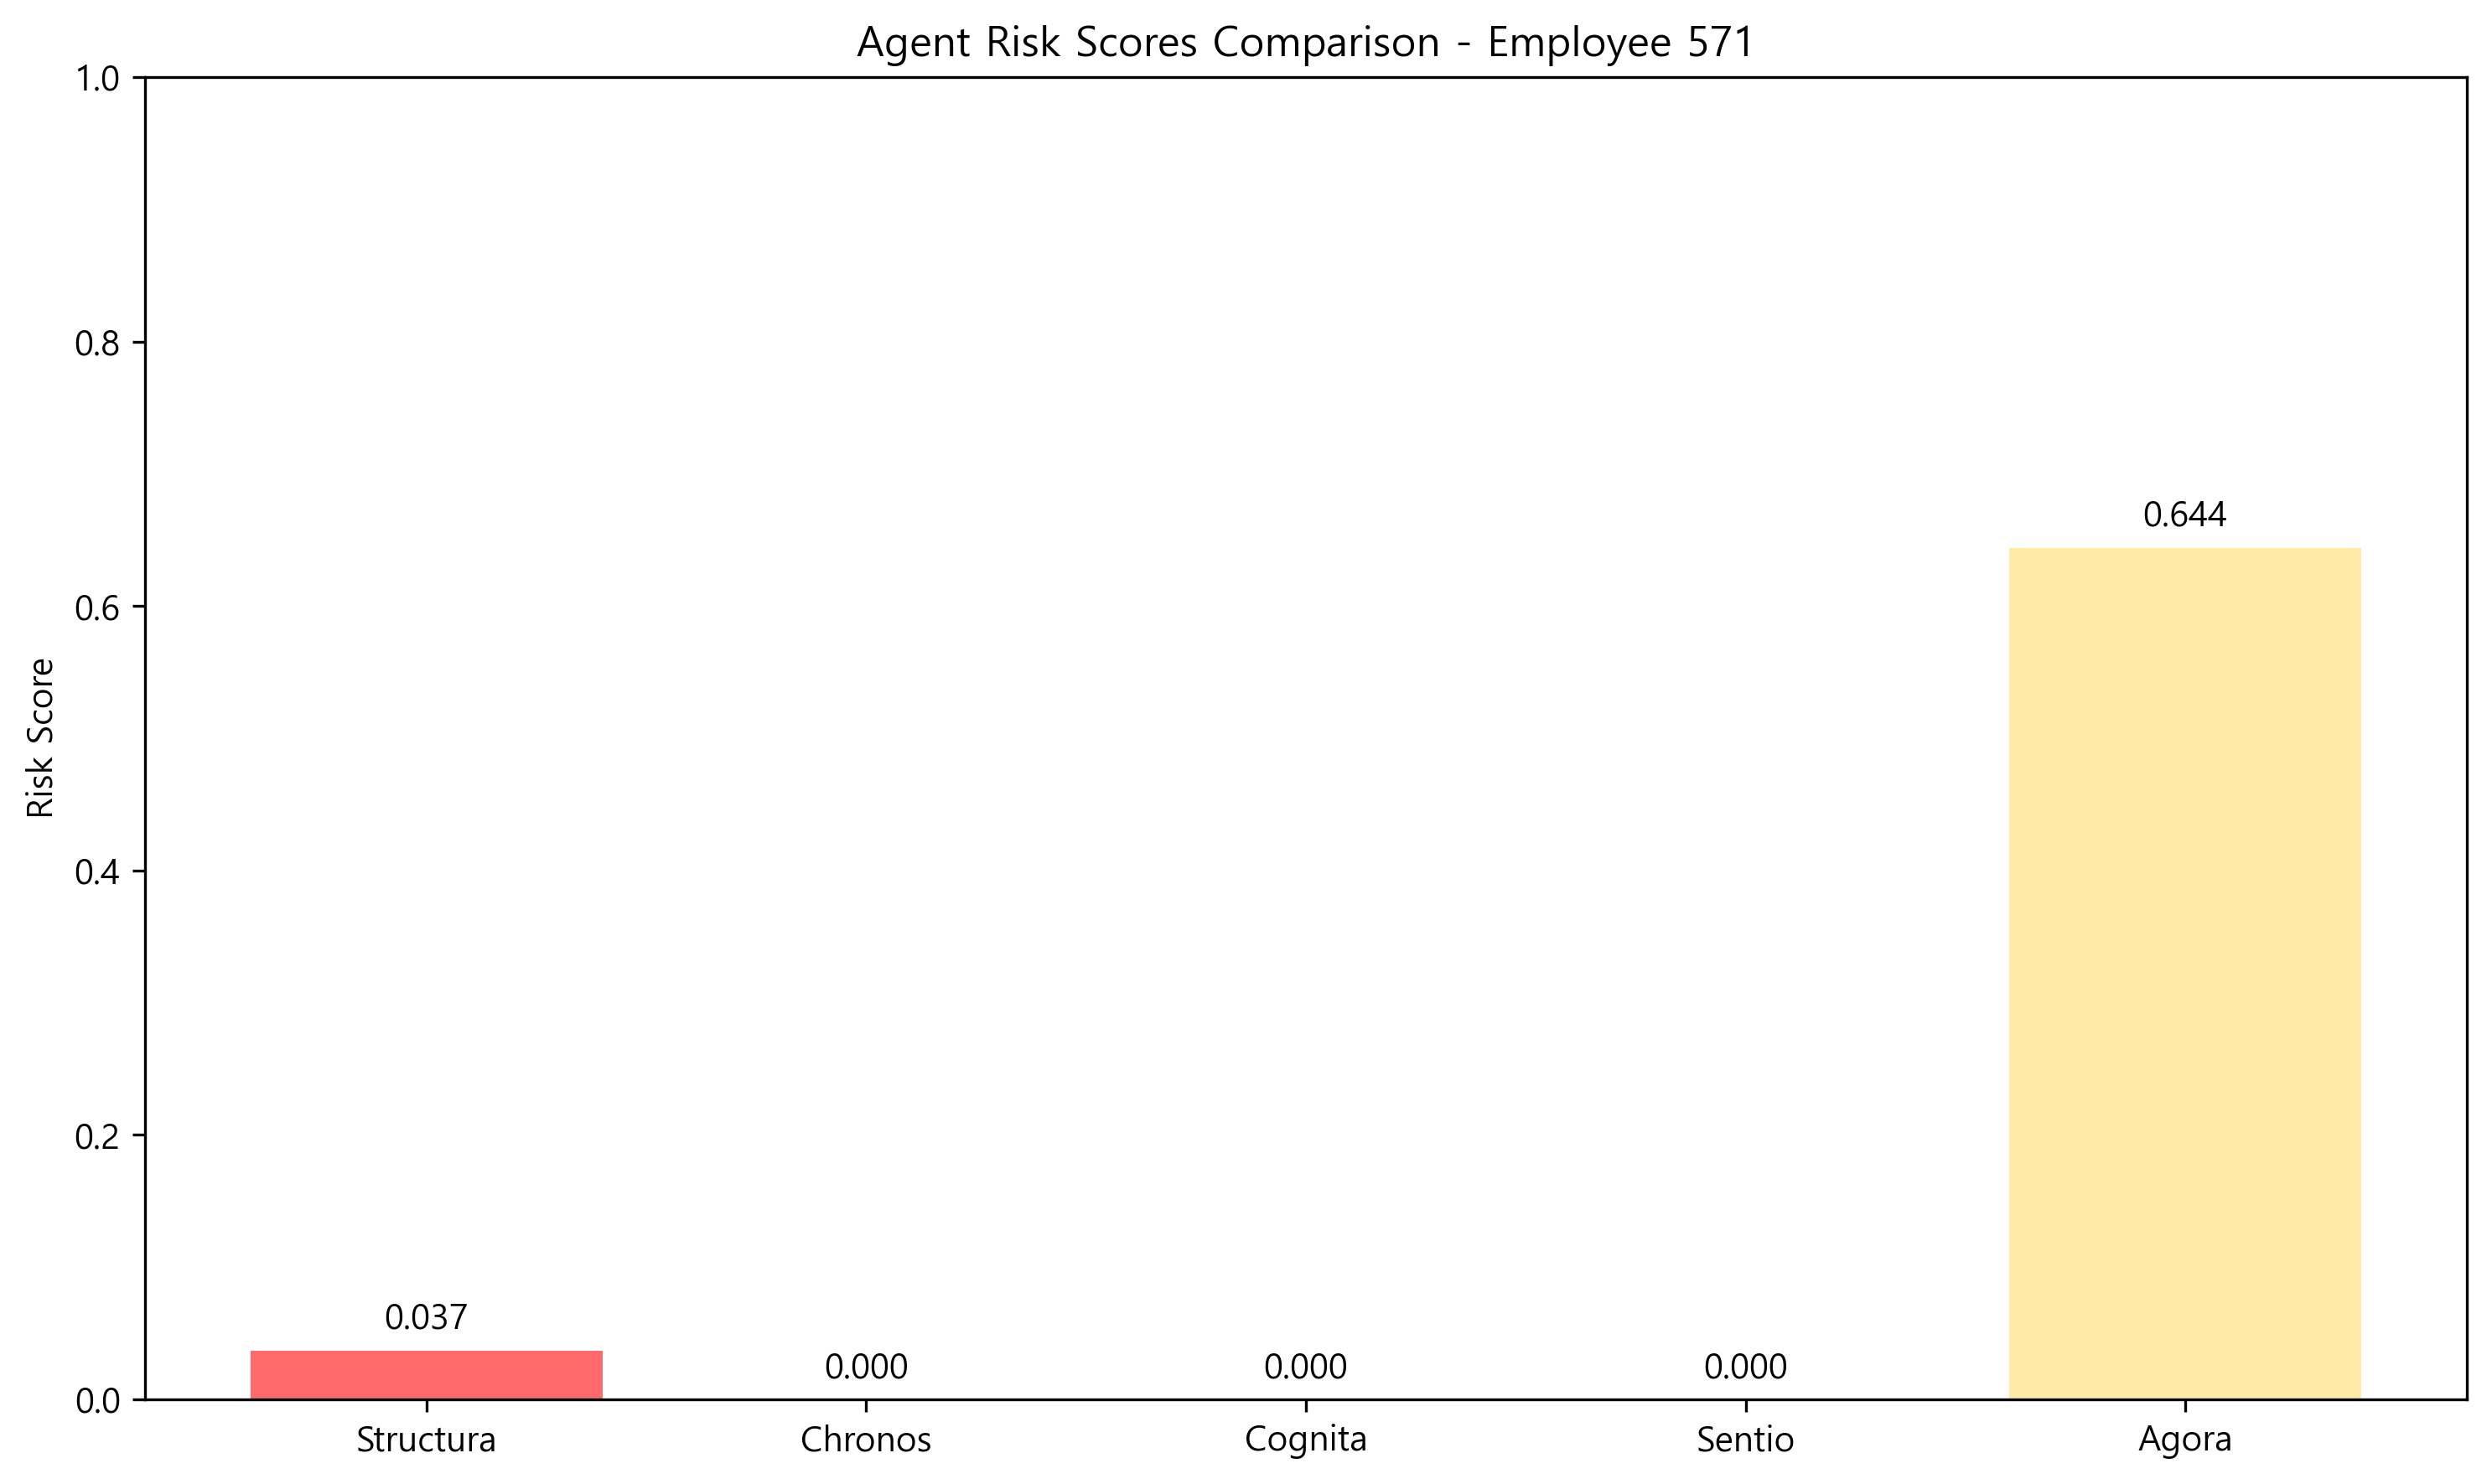 Agent Risk Scores Comparison - Employee 571
Risk Score
1.0
0.8
0.6
0.4
0.2
0.0
0.037
0.000
0.000
0.000
0.644
Structura
Chronos
Cognita
Sentio
Agora